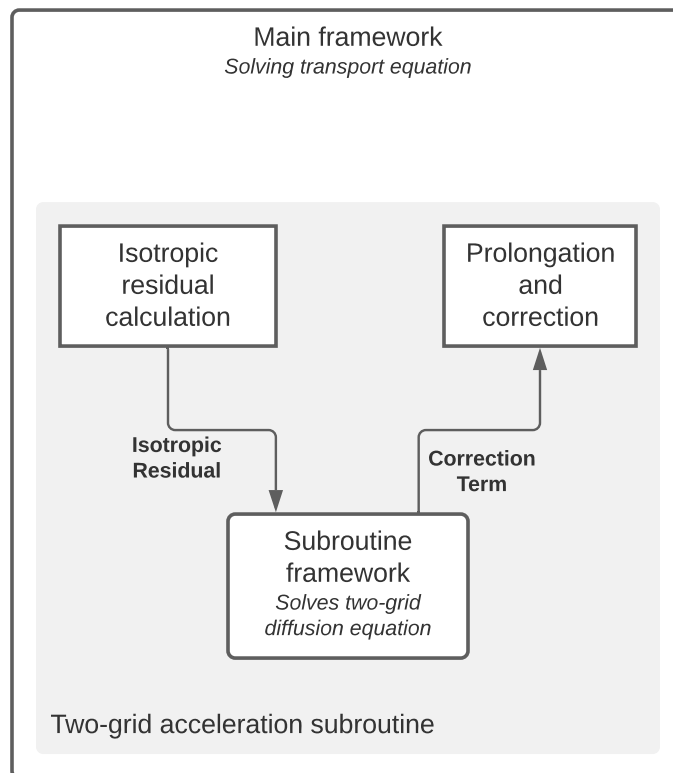 Main framework
Solving transport equation
Isotropic
residual
calculation
Prolongation
and
correction
Isotropic
Residual
Correction
Term
Subroutine
framework
Solves two-grid
diffusion equation
Two-grid acceleration subroutine